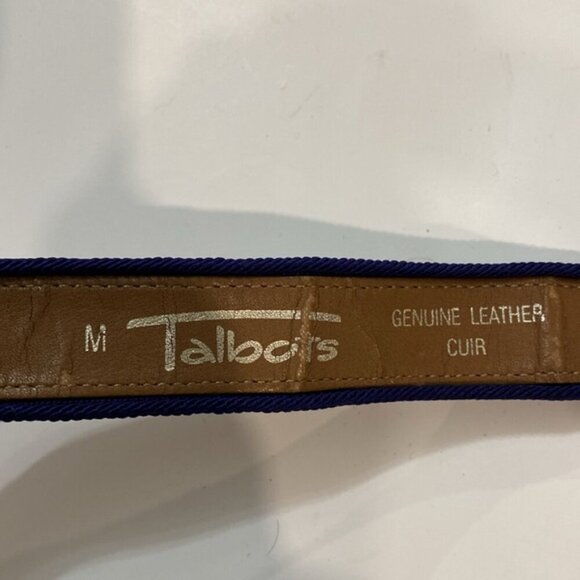 M
Talbots
GENUINE LEATHER
CUIR